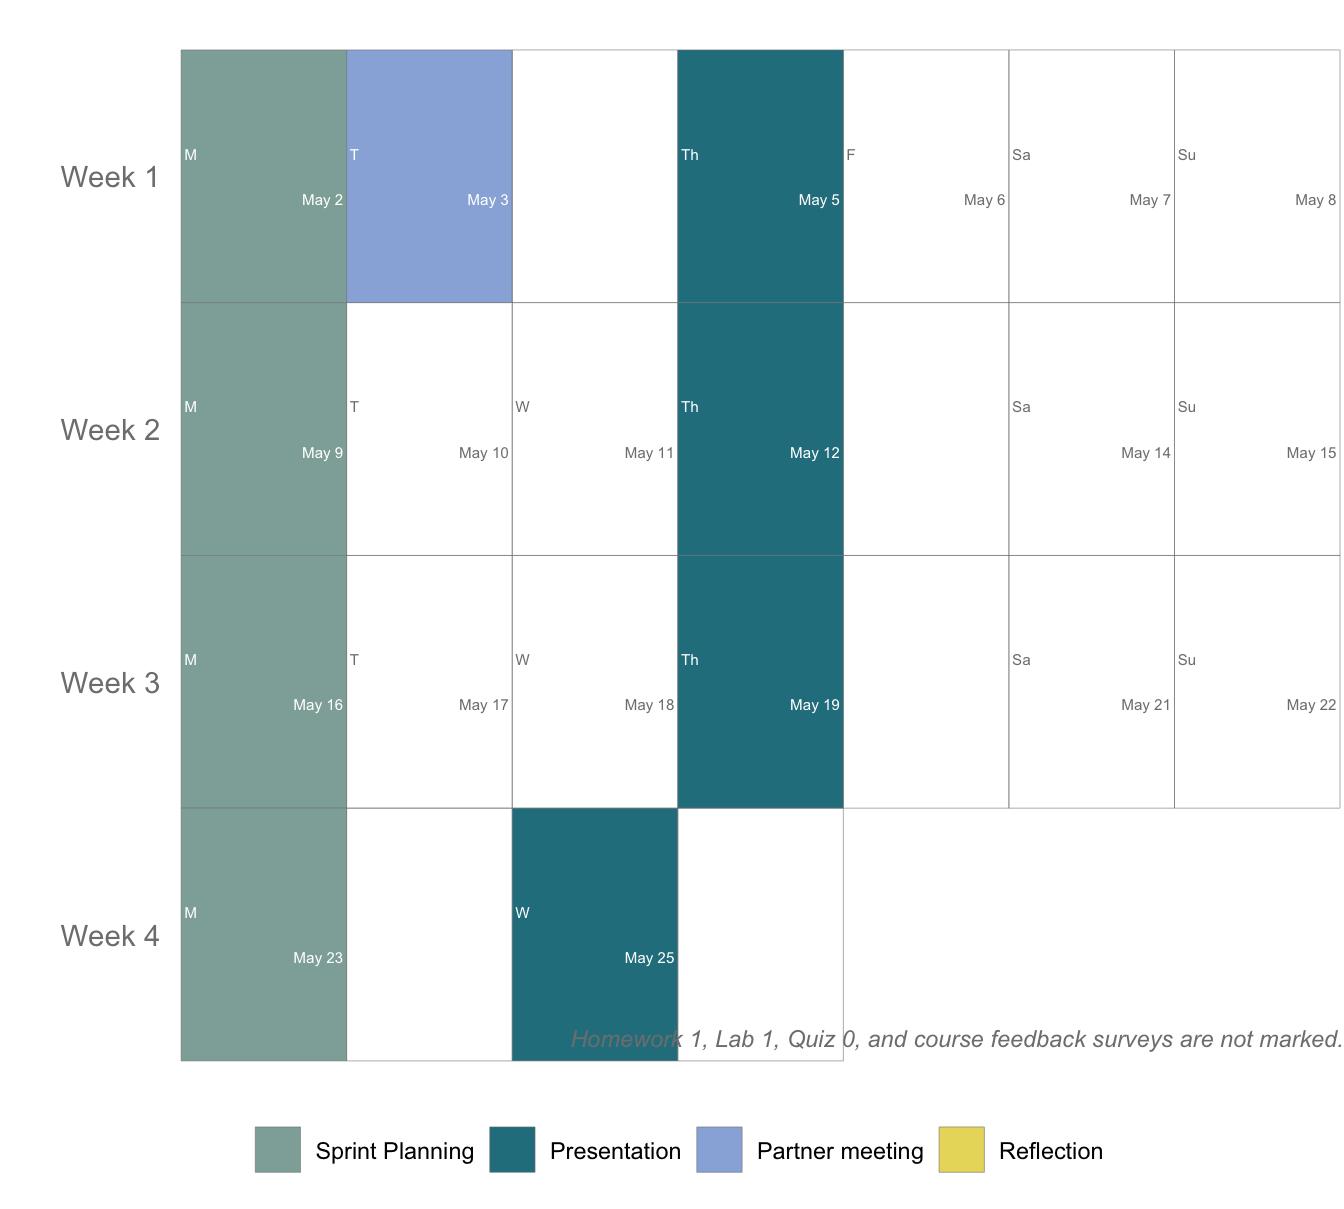 Week 1
M
May 2
T
May 3
Th
May 5
F
May 6
Sa
May 7
Su
May 8
Week 2
M
May 9
T
May 10
W
May 11
Th
May 12
Sa
May 14
Su
May 15
Week 3
M
May 16
T
May 17
W
May 18
Th
May 19
Sa
May 21
Su
May 22
Week 4
M
May 23
W
May 25
Homework 1, Lab 1, Quiz 0, and course feedback surveys are not marked.
Sprint Planning
Presentation
Partner meeting
Reflection